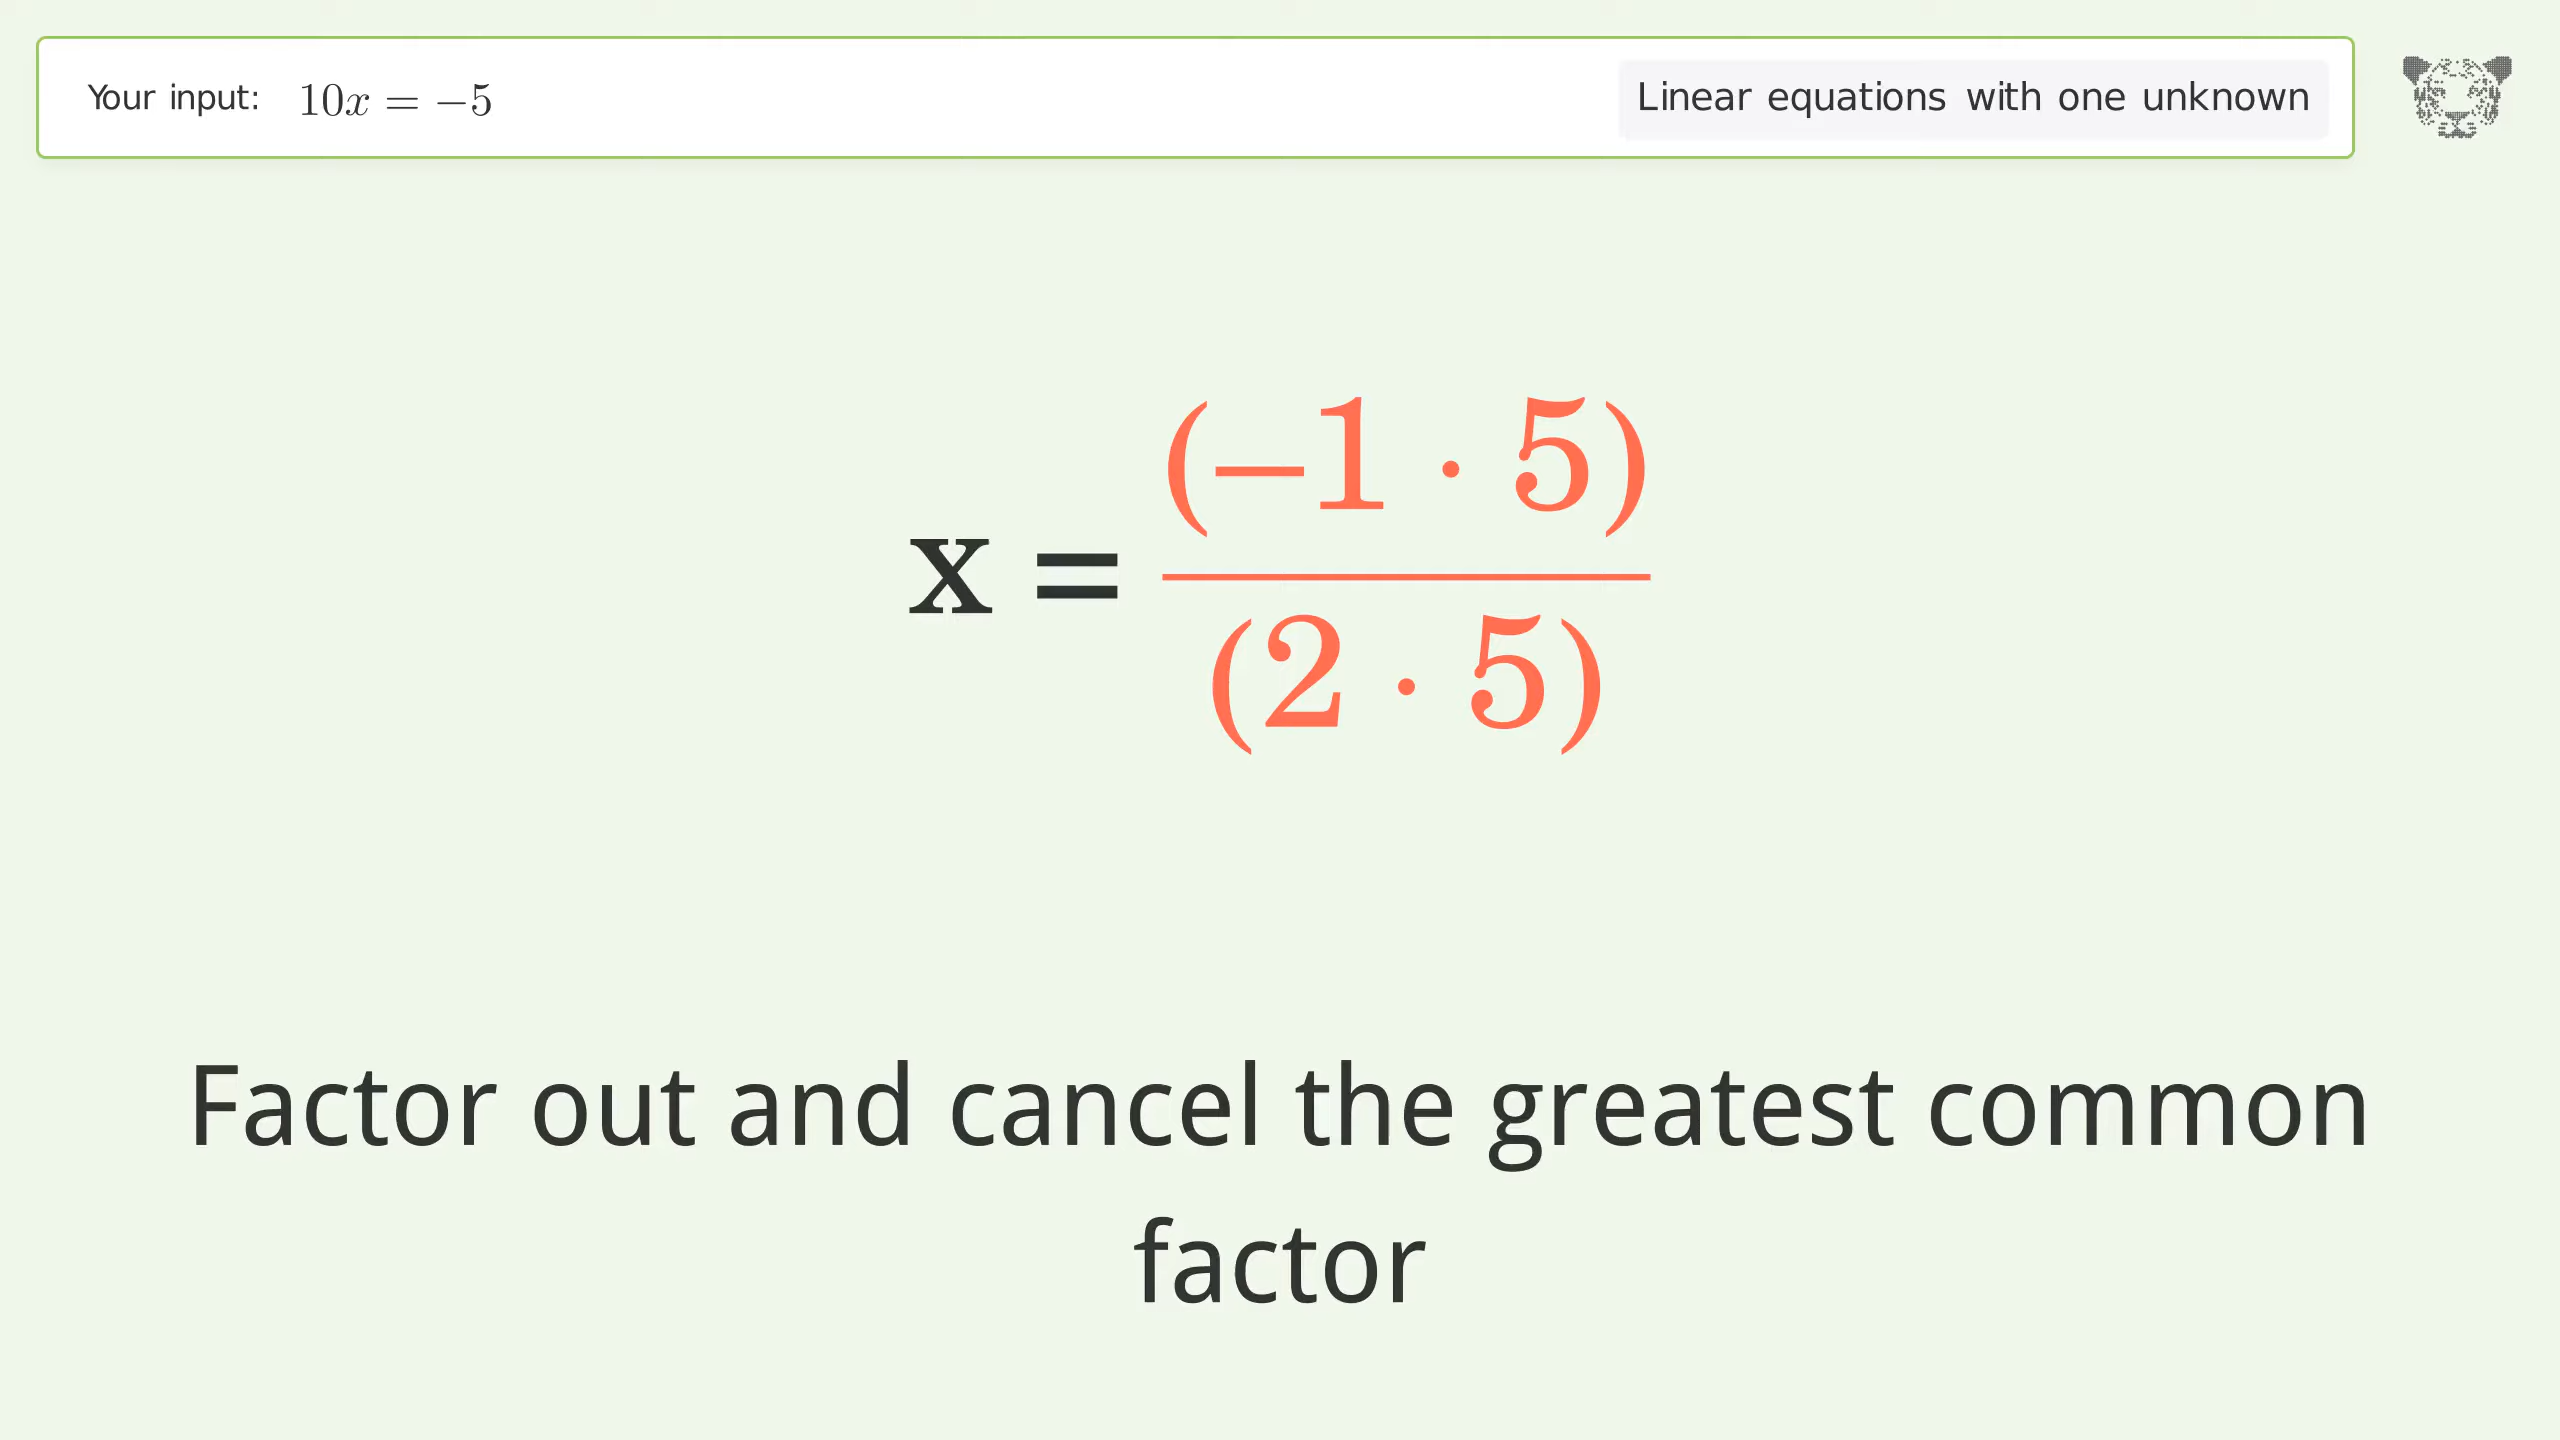 Your input: 10x = −5
Linear equations with one unknown
x = (−1 · 5)
(2 · 5)
Factor out and cancel the greatest common
factor